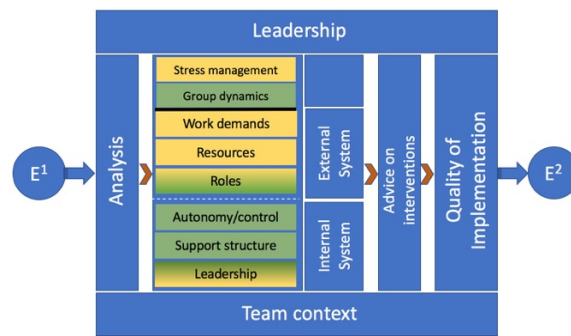 Leadership
E1
Analysis
Stress management
Group dynamics
Work demands
Resources
Roles
Autonomy/control
Support structure
Leadership
External
System
Internal
System
Advice on
interventions
Quality of
Implementation
E2
Team context